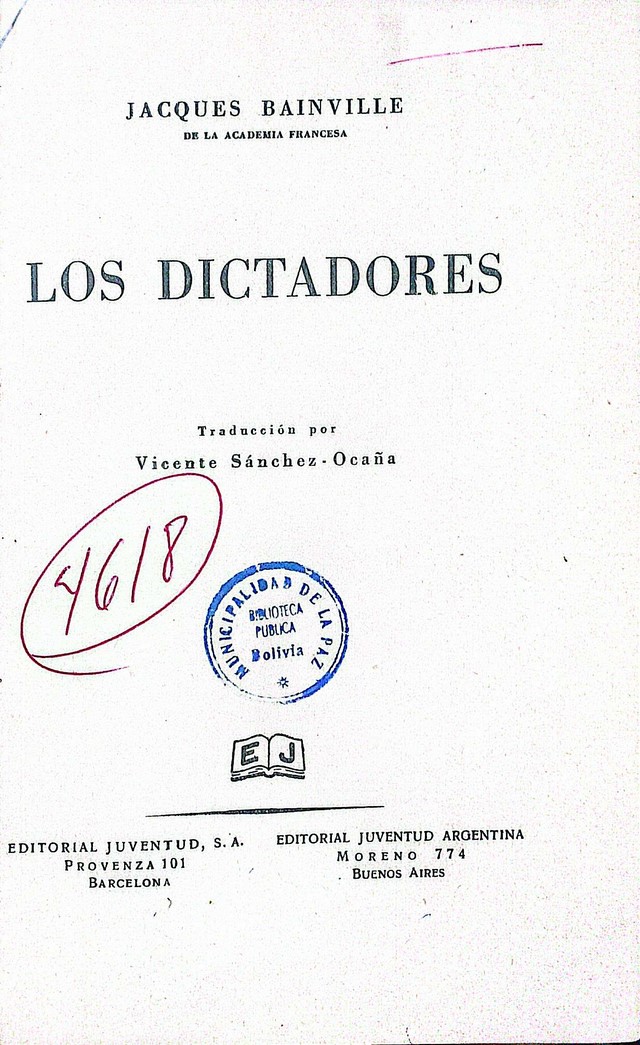 JACQUES BAINVILLE
DE LA ACADEMIA FRANCESA
LOS DICTADORES
Traducción por
Vicente Sánchez-Ocaña
4618
MUNICIPALIDAD DE LA PAZ
BIBLIOTECA
PUBLICA
Bolivia
E J
EDITORIAL JUVENTUD, S. A.
PROVENZA 101
BARCELONA
EDITORIAL JUVENTUD ARGENTINA
MORENO 774
BUENOS AIRES